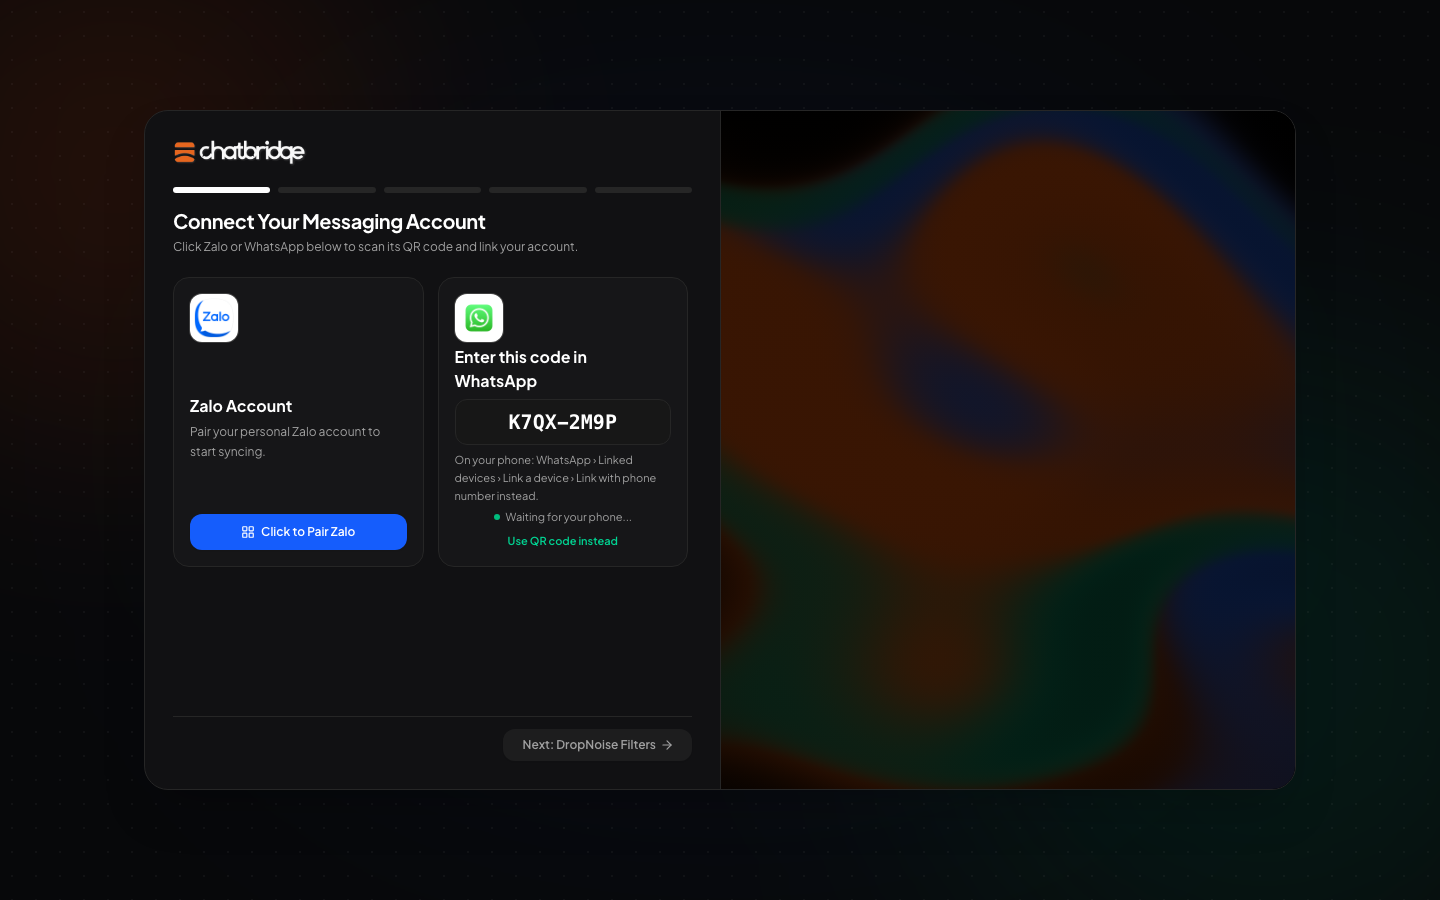 chatbridge
Connect Your Messaging Account
Click Zalo or WhatsApp below to scan its QR code and link your account.
Zalo
Zalo Account
Pair your personal Zalo account to
start syncing.
Click to Pair Zalo
Enter this code in
WhatsApp
K7QX–2M9P
On your phone: WhatsApp › Linked
devices › Link a device › Link with phone
number instead.
Waiting for your phone...
Use QR code instead
Next: DropNoise Filters →